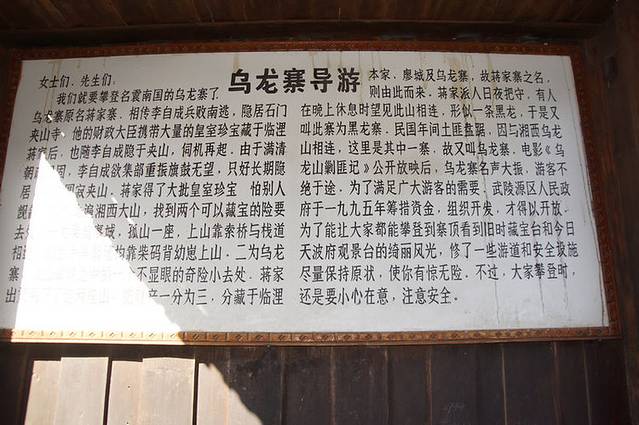 乌龙寨导游
女士们、先生们：
我们就要攀登名震南国的乌龙寨了
乌龙寨原名蒋家寨．相传李自成兵败南逃，隐居石门
夹山寺．他的财政大臣携带大量的皇室珍宝藏于临澧
蒋家后，也随李自成隐于夹山，伺机再起．由于满清
朝 国，李自成欲集部重振旗鼓无望，只好长期隐
居 寂夹山．蒋家得了大批皇室珍宝 怕别人
遍湘西大山，找到两个可以藏宝的险要
去处 城，孤山一座．上山靠索桥与栈道
相 靠柴码背幼崽上山．二为乌龙
寨 不显眼的奇险小去处．蒋家
出 山 产一分为三，分藏于临澧
本家、廖城及乌龙寨，故蒋家寨之名，
则由此而来．蒋家派人日夜把守，有人
在晚上休息时望见此山相连，形似一条黑龙，于是又
叫此寨为黑龙寨．民国年间土匪盘踞，因与湘西乌龙
山相连，这里是其中一寨，故又叫乌龙寨．电影《乌
龙山剿匪记》公开放映后，乌龙寨名声大振，游客不
绝于途．为了满足广大游客的需要，武陵源区人民政
府于一九九五年筹措资金，组织开发，才得以开放．
为了能让大家都能攀登到寨顶看到旧时藏宝台和今日
天波府观景台的绮丽风光，修了一些游道和安全设施
尽量保持原状，使你有惊无险．不过，大家攀登时，
还是要小心在意，注意安全．